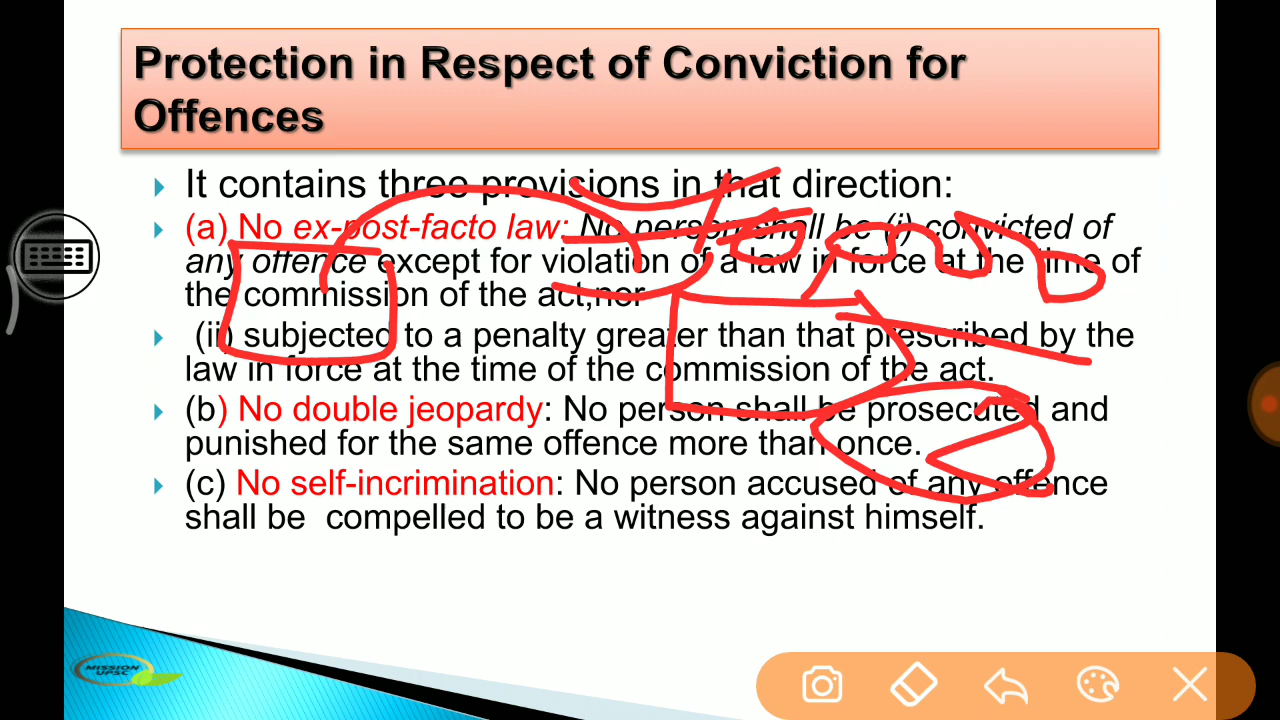 Protection in Respect of Conviction for
Offences
It contains three provisions in that direction:
(a) No ex-post-facto law: No person shall be (i) convicted of
any offence except for violation of a law in force at the time of
the commission of the act,nor
(ii) subjected to a penalty greater than that prescribed by the
law in force at the time of the commission of the act.
(b) No double jeopardy: No person shall be prosecuted and
punished for the same offence more than once.
(c) No self-incrimination: No person accused of any offence
shall be compelled to be a witness against himself.
MISSION
UPSC